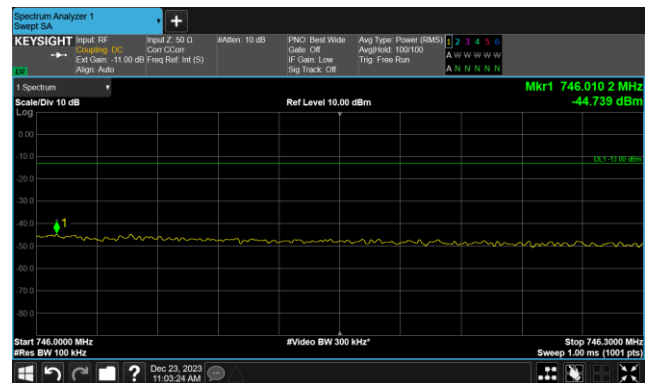 Spectrum Analyzer 1
Swept SA
KEYSIGHT
Input: RF
Coupling: DC
Ext Gain: -11.00 dB
Align: Auto
Input Z: 50 Ω
Corr CCorr
Freq Ref: Int (S)
#Atten: 10 dB
PNO: Best Wide
Gate: Off
IF Gain: Low
Sig Track: Off
Avg Type: Power (RMS)
Avg|Hold: 100/100
Trig: Free Run
1 2 3 4 5 6
A W W W W W
A N N N N N
1 Spectrum
Scale/Div 10 dB
Log
Ref Level 10.00 dBm
Mkr1 746.010 2 MHz
-44.739 dBm
0.00
-10.0
DL1 -13.00 dBm
-20.0
-30.0
-40.0
1
-50.0
-60.0
-70.0
-80.0
Start 746.0000 MHz
#Res BW 100 kHz
#Video BW 300 kHz*
Stop 746.3000 MHz
Sweep 1.00 ms (1001 pts)
?
Dec 23, 2023
11:03:24 AM